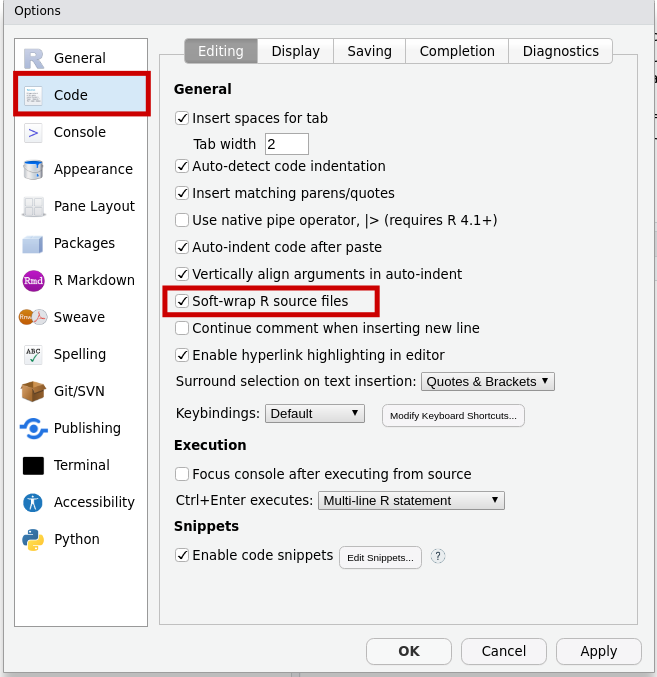 Options
General
Code
Console
Appearance
Pane Layout
Packages
R Markdown
Sweave
Spelling
Git/SVN
Publishing
Terminal
Accessibility
Python
R
>
Rmd
Rnw
ABC
Editing Display Saving Completion Diagnostics
General
Insert spaces for tab
Tab width 2
Auto-detect code indentation
Insert matching parens/quotes
Use native pipe operator, |> (requires R 4.1+)
Auto-indent code after paste
Vertically align arguments in auto-indent
Soft-wrap R source files
Continue comment when inserting new line
Enable hyperlink highlighting in editor
Surround selection on text insertion: Quotes & Brackets
Keybindings: Default Modify Keyboard Shortcuts...
Execution
Focus console after executing from source
Ctrl+Enter executes: Multi-line R statement
Snippets
Enable code snippets Edit Snippets... ?
OK Cancel Apply